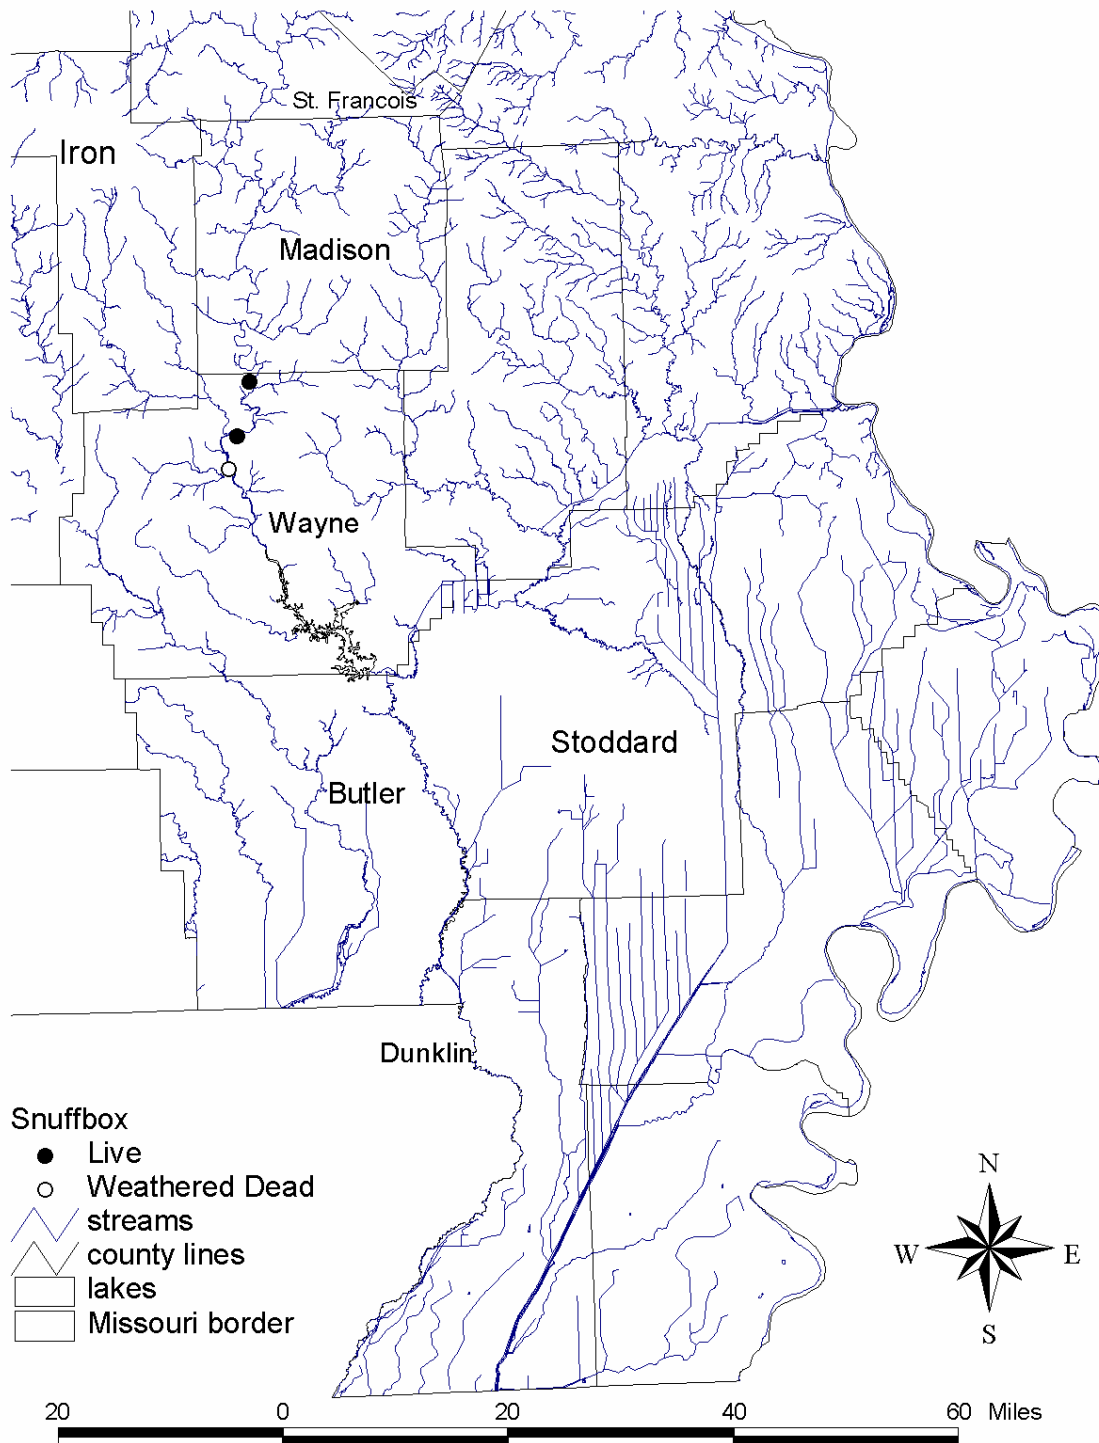 St. Francois
Iron
Madison
Wayne
Stoddard
Butler
Dunklin
Snuffbox
Live
Weathered Dead
streams
county lines
lakes
Missouri border
N
W E
S
20 0 20 40 60 Miles